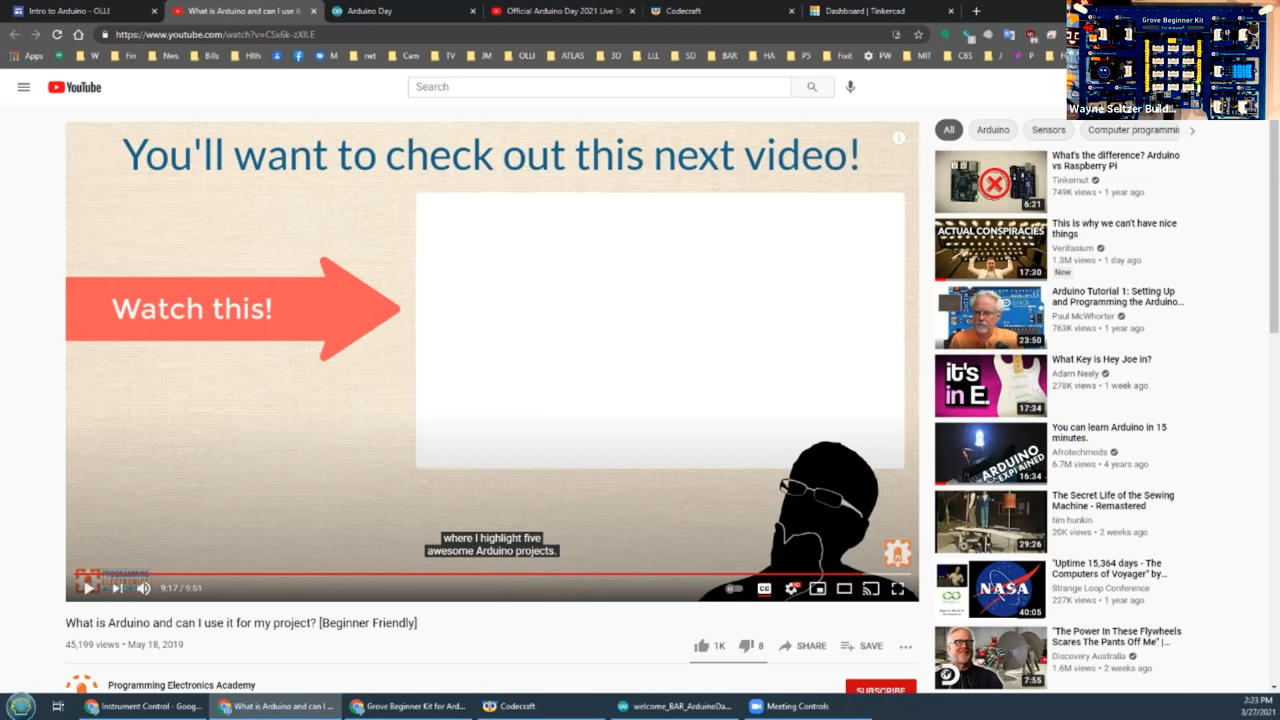 Intro to Arduino - OLLI
What is Arduino and can I use it
Arduino Day
Official Arduino Day 2021 Live St
Codecraft
Dashboard | Tinkercad
https://www.youtube.com/watch?v=CSx6k-zXlLE
Apps
W
Fin
News
Bills
Hlth
TEXAS
LL
LLE
SD
Foxit
PW
MIT
CBS
J
P
YouTube
Search
Grove Beginner Kit
Wayne Seltzer Build...
You'll want to check out this next video!
Watch this!
where I highlight five
awesome Arduino projects.
9:17 / 9:51
What is Arduino and can I use it for my project? [Beginner Friendly]
45,199 views • May 18, 2019
1K
8
SHARE
SAVE
Programming Electronics Academy
SUBSCRIBE
All
Arduino
Sensors
Computer programmi
What's the difference? Arduino
vs Raspberry Pi
Tinkernut
749K views • 1 year ago
6:21
ACTUAL CONSPIRACIES
This is why we can't have nice
things
Veritasium
1.3M views • 1 day ago
New
17:30
Arduino Tutorial 1: Setting Up
and Programming the Arduino...
Paul McWhorter
763K views • 1 year ago
23:50
it's
in E.
What Key is Hey Joe in?
Adam Neely
278K views • 1 week ago
17:34
ARDUINO
EXPLAINED
You can learn Arduino in 15
minutes.
Afrotechmods
6.7M views • 4 years ago
16:34
The Secret Life of the Sewing
Machine - Remastered
tim hunkin
20K views • 2 weeks ago
29:26
NASA
"Uptime 15,364 days - The
Computers of Voyager" by...
Strange Loop Conference
227K views • 1 year ago
40:05
"The Power In These Flywheels
Scares The Pants Off Me" |...
Discovery Australia
1.6M views • 2 weeks ago
7:55
Instrument Control - Goog...
What is Arduino and can I ...
Grove Beginner Kit for Ard...
Codecraft
welcome_BAR_ArduinoDa...
Meeting Controls
2:23 PM
3/27/2021